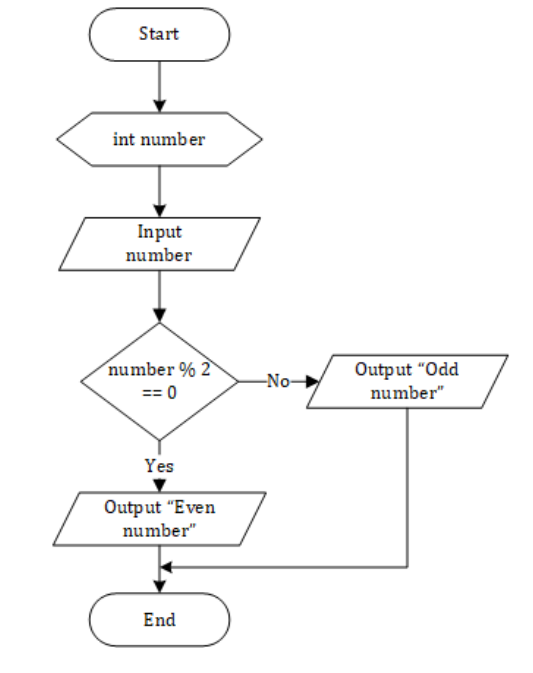 Start
int number
Input
number
number % 2
== 0
No
Output “Odd
number”
Yes
Output “Even
number”
End